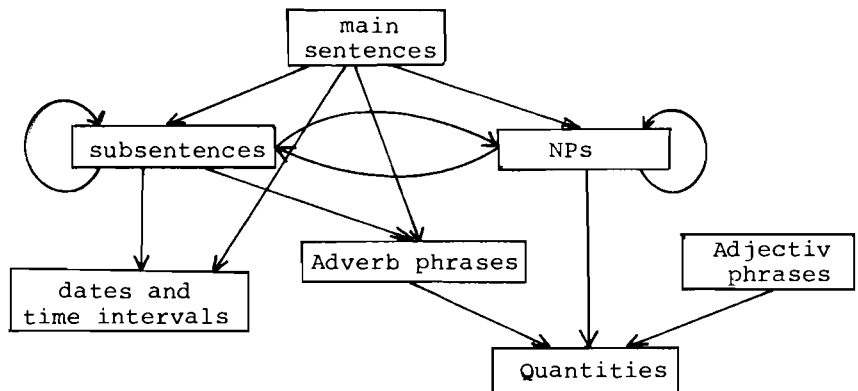 main
sentences
subsentences
NPs
Adverb phrases
Adjectiv
phrases
dates and
time intervals
Quantities